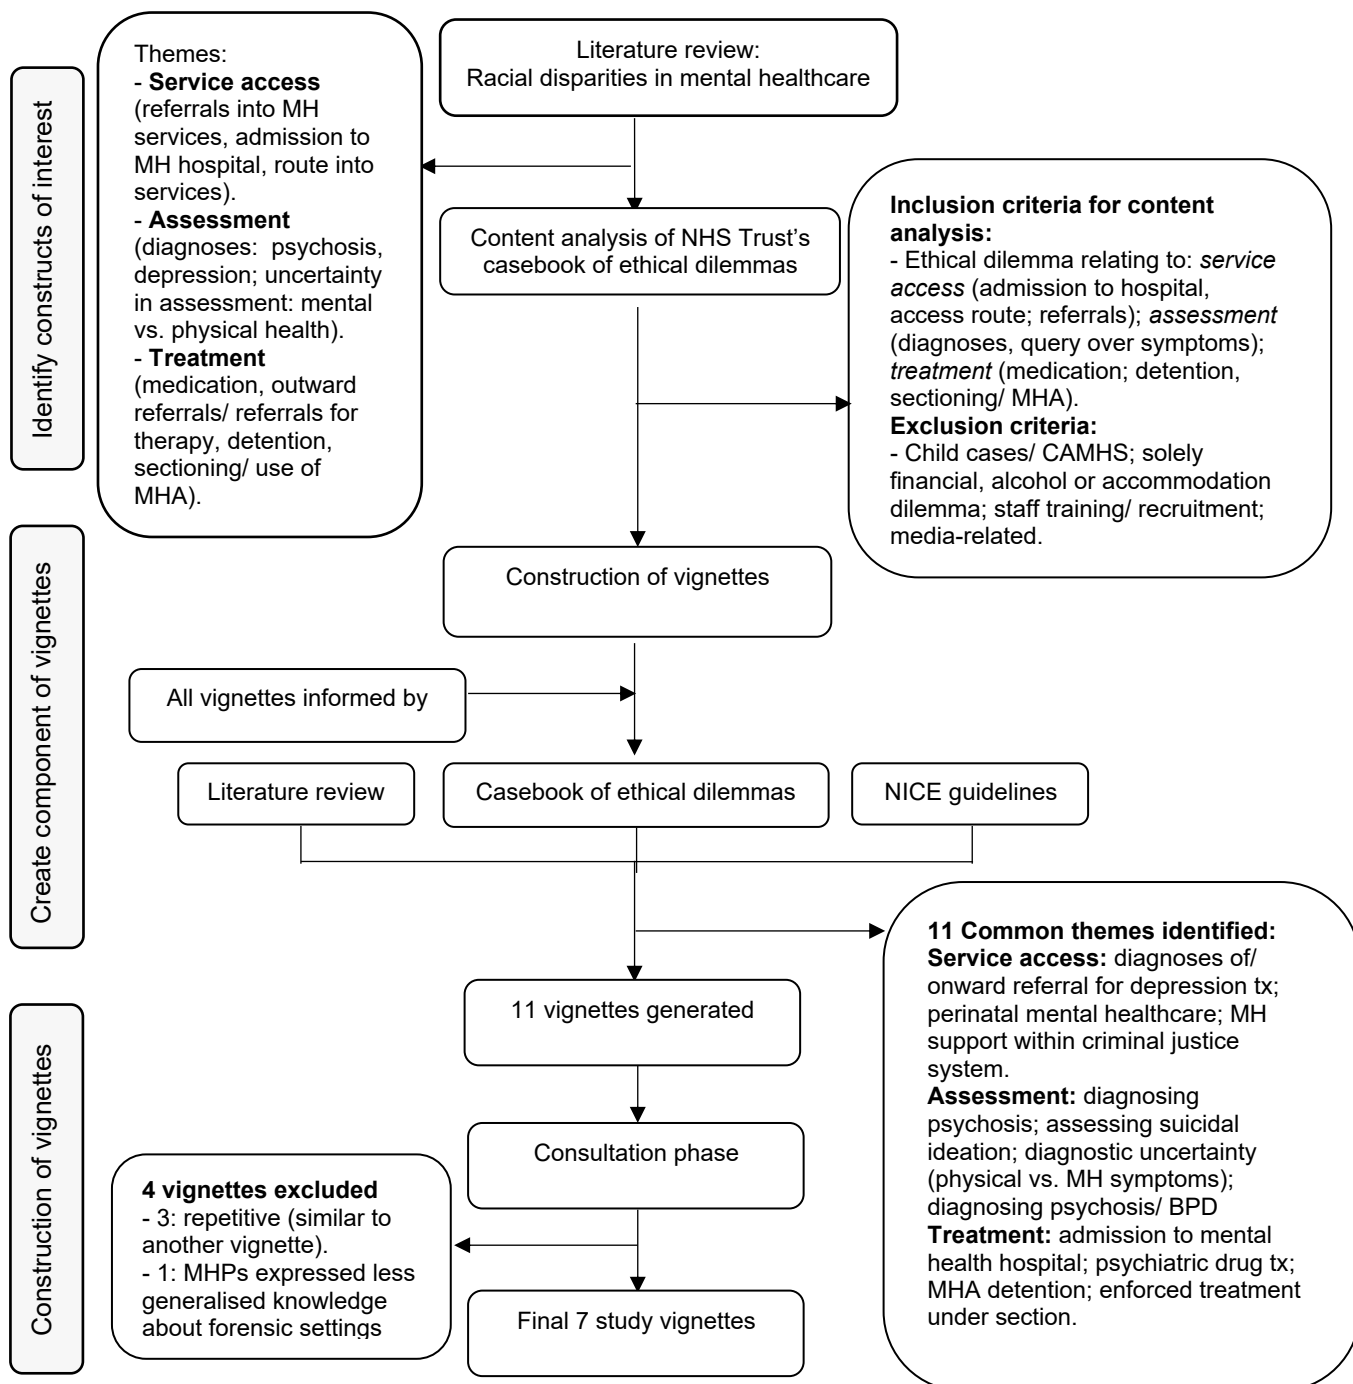 Identify constructs of interest
Themes:
- Service access
(referrals into MH
services, admission to
MH hospital, route into
services).
- Assessment
(diagnoses: psychosis,
depression; uncertainty
in assessment: mental
vs. physical health).
- Treatment
(medication, outward
referrals/ referrals for
therapy, detention,
sectioning/ use of
MHA).
Literature review:
Racial disparities in mental healthcare
Content analysis of NHS Trust’s
casebook of ethical dilemmas
Inclusion criteria for content
analysis:
- Ethical dilemma relating to: service
access (admission to hospital,
access route; referrals); assessment
(diagnoses, query over symptoms);
treatment (medication; detention,
sectioning/ MHA).
Exclusion criteria:
- Child cases/ CAMHS; solely
financial, alcohol or accommodation
dilemma; staff training/ recruitment;
media-related.
Create component of vignettes
Construction of vignettes
All vignettes informed by
Literature review
Casebook of ethical dilemmas
NICE guidelines
11 Common themes identified:
Service access: diagnoses of/
onward referral for depression tx;
perinatal mental healthcare; MH
support within criminal justice
system.
Assessment: diagnosing
psychosis; assessing suicidal
ideation; diagnostic uncertainty
(physical vs. MH symptoms);
diagnosing psychosis/ BPD
Treatment: admission to mental
health hospital; psychiatric drug tx;
MHA detention; enforced treatment
under section.
Construction of vignettes
11 vignettes generated
Consultation phase
4 vignettes excluded
- 3: repetitive (similar to
another vignette).
- 1: MHPs expressed less
generalised knowledge
about forensic settings
Final 7 study vignettes